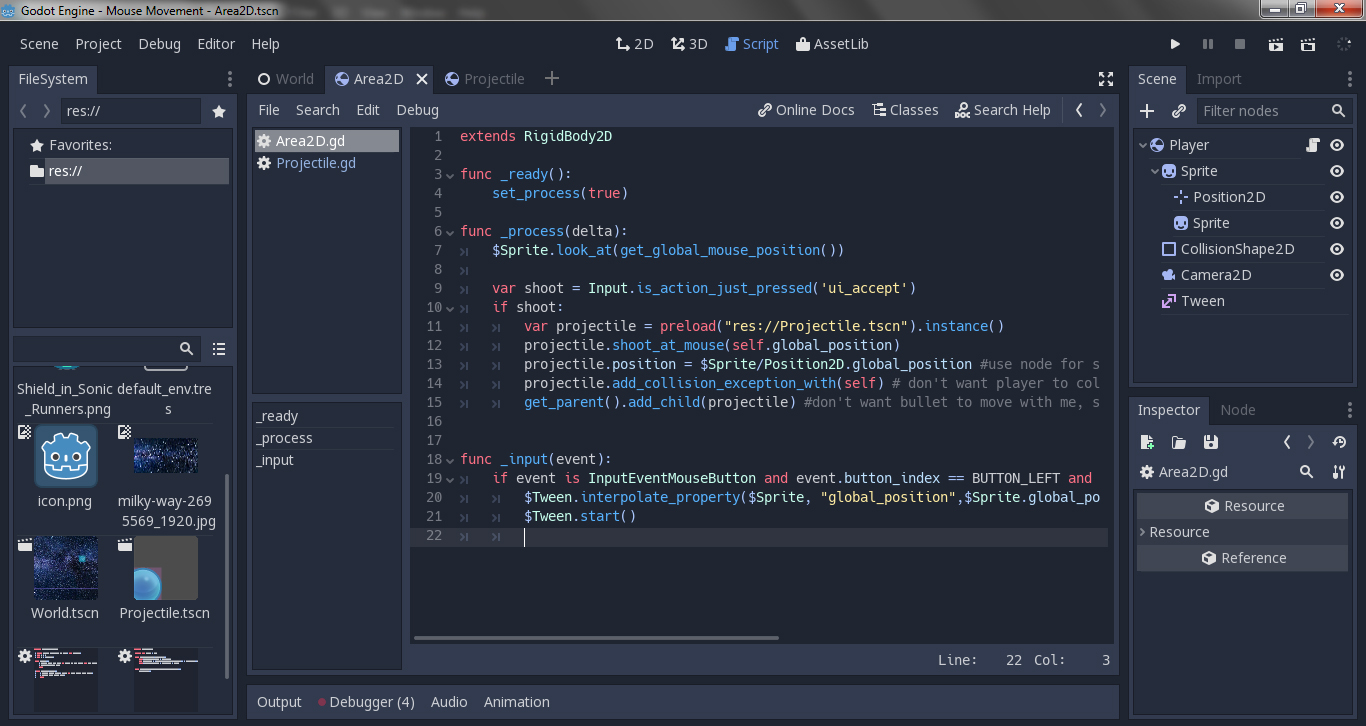 Godot Engine - Mouse Movement - Area2D.tscn
Scene Project Debug Editor Help
2D 3D Script AssetLib
FileSystem
res://
Favorites:
res://
Shield_in_Sonic_Runners.png
default_env.tres
icon.png
milky-way-2695569_1920.jpg
World.tscn
Projectile.tscn
World Area2D Projectile
File Search Edit Debug
Online Docs Classes Search Help
Area2D.gd
Projectile.gd
_ready
_process
_input
1 extends RigidBody2D
2
3 func _ready():
4 set_process(true)
5
6 func _process(delta):
7 $Sprite.look_at(get_global_mouse_position())
8
9 var shoot = Input.is_action_just_pressed('ui_accept')
10 if shoot:
11 var projectile = preload("res://Projectile.tscn").instance()
12 projectile.shoot_at_mouse(self.global_position)
13 projectile.position = $Sprite/Position2D.global_position #use node for s
14 projectile.add_collision_exception_with(self) # don't want player to col
15 get_parent().add_child(projectile) #don't want bullet to move with me, s
16
17
18 func _input(event):
19 if event is InputEventMouseButton and event.button_index == BUTTON_LEFT and
20 $Tween.interpolate_property($Sprite, "global_position",$Sprite.global_po
21 $Tween.start()
22
Line: 22 Col: 3
Output Debugger (4) Audio Animation
Scene Import
Filter nodes
Player
Sprite
Position2D
Sprite
CollisionShape2D
Camera2D
Tween
Inspector Node
Area2D.gd
Resource
Resource
Reference